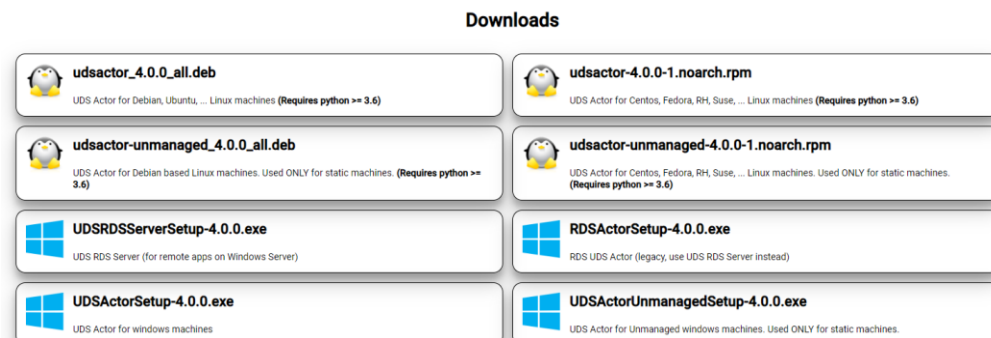 Downloads
udsactor_4.0.0_all.deb
UDS Actor for Debian, Ubuntu, ... Linux machines (Requires python >= 3.6)
udsactor-4.0.0-1.noarch.rpm
UDS Actor for Centos, Fedora, RH, Suse, ... Linux machines (Requires python >= 3.6)
udsactor-unmanaged_4.0.0_all.deb
UDS Actor for Debian based Linux machines. Used ONLY for static machines. (Requires python >=
3.6)
udsactor-unmanaged-4.0.0-1.noarch.rpm
UDS Actor for Centos, Fedora, RH, Suse, ... Linux machines. Used ONLY for static machines.
(Requires python >= 3.6)
UDSRDSServerSetup-4.0.0.exe
UDS RDS Server (for remote apps on Windows Server)
RDSActorSetup-4.0.0.exe
RDS UDS Actor (legacy, use UDS RDS Server instead)
UDSActorSetup-4.0.0.exe
UDS Actor for windows machines
UDSActorUnmanagedSetup-4.0.0.exe
UDS Actor for Unmanaged windows machines. Used ONLY for static machines.